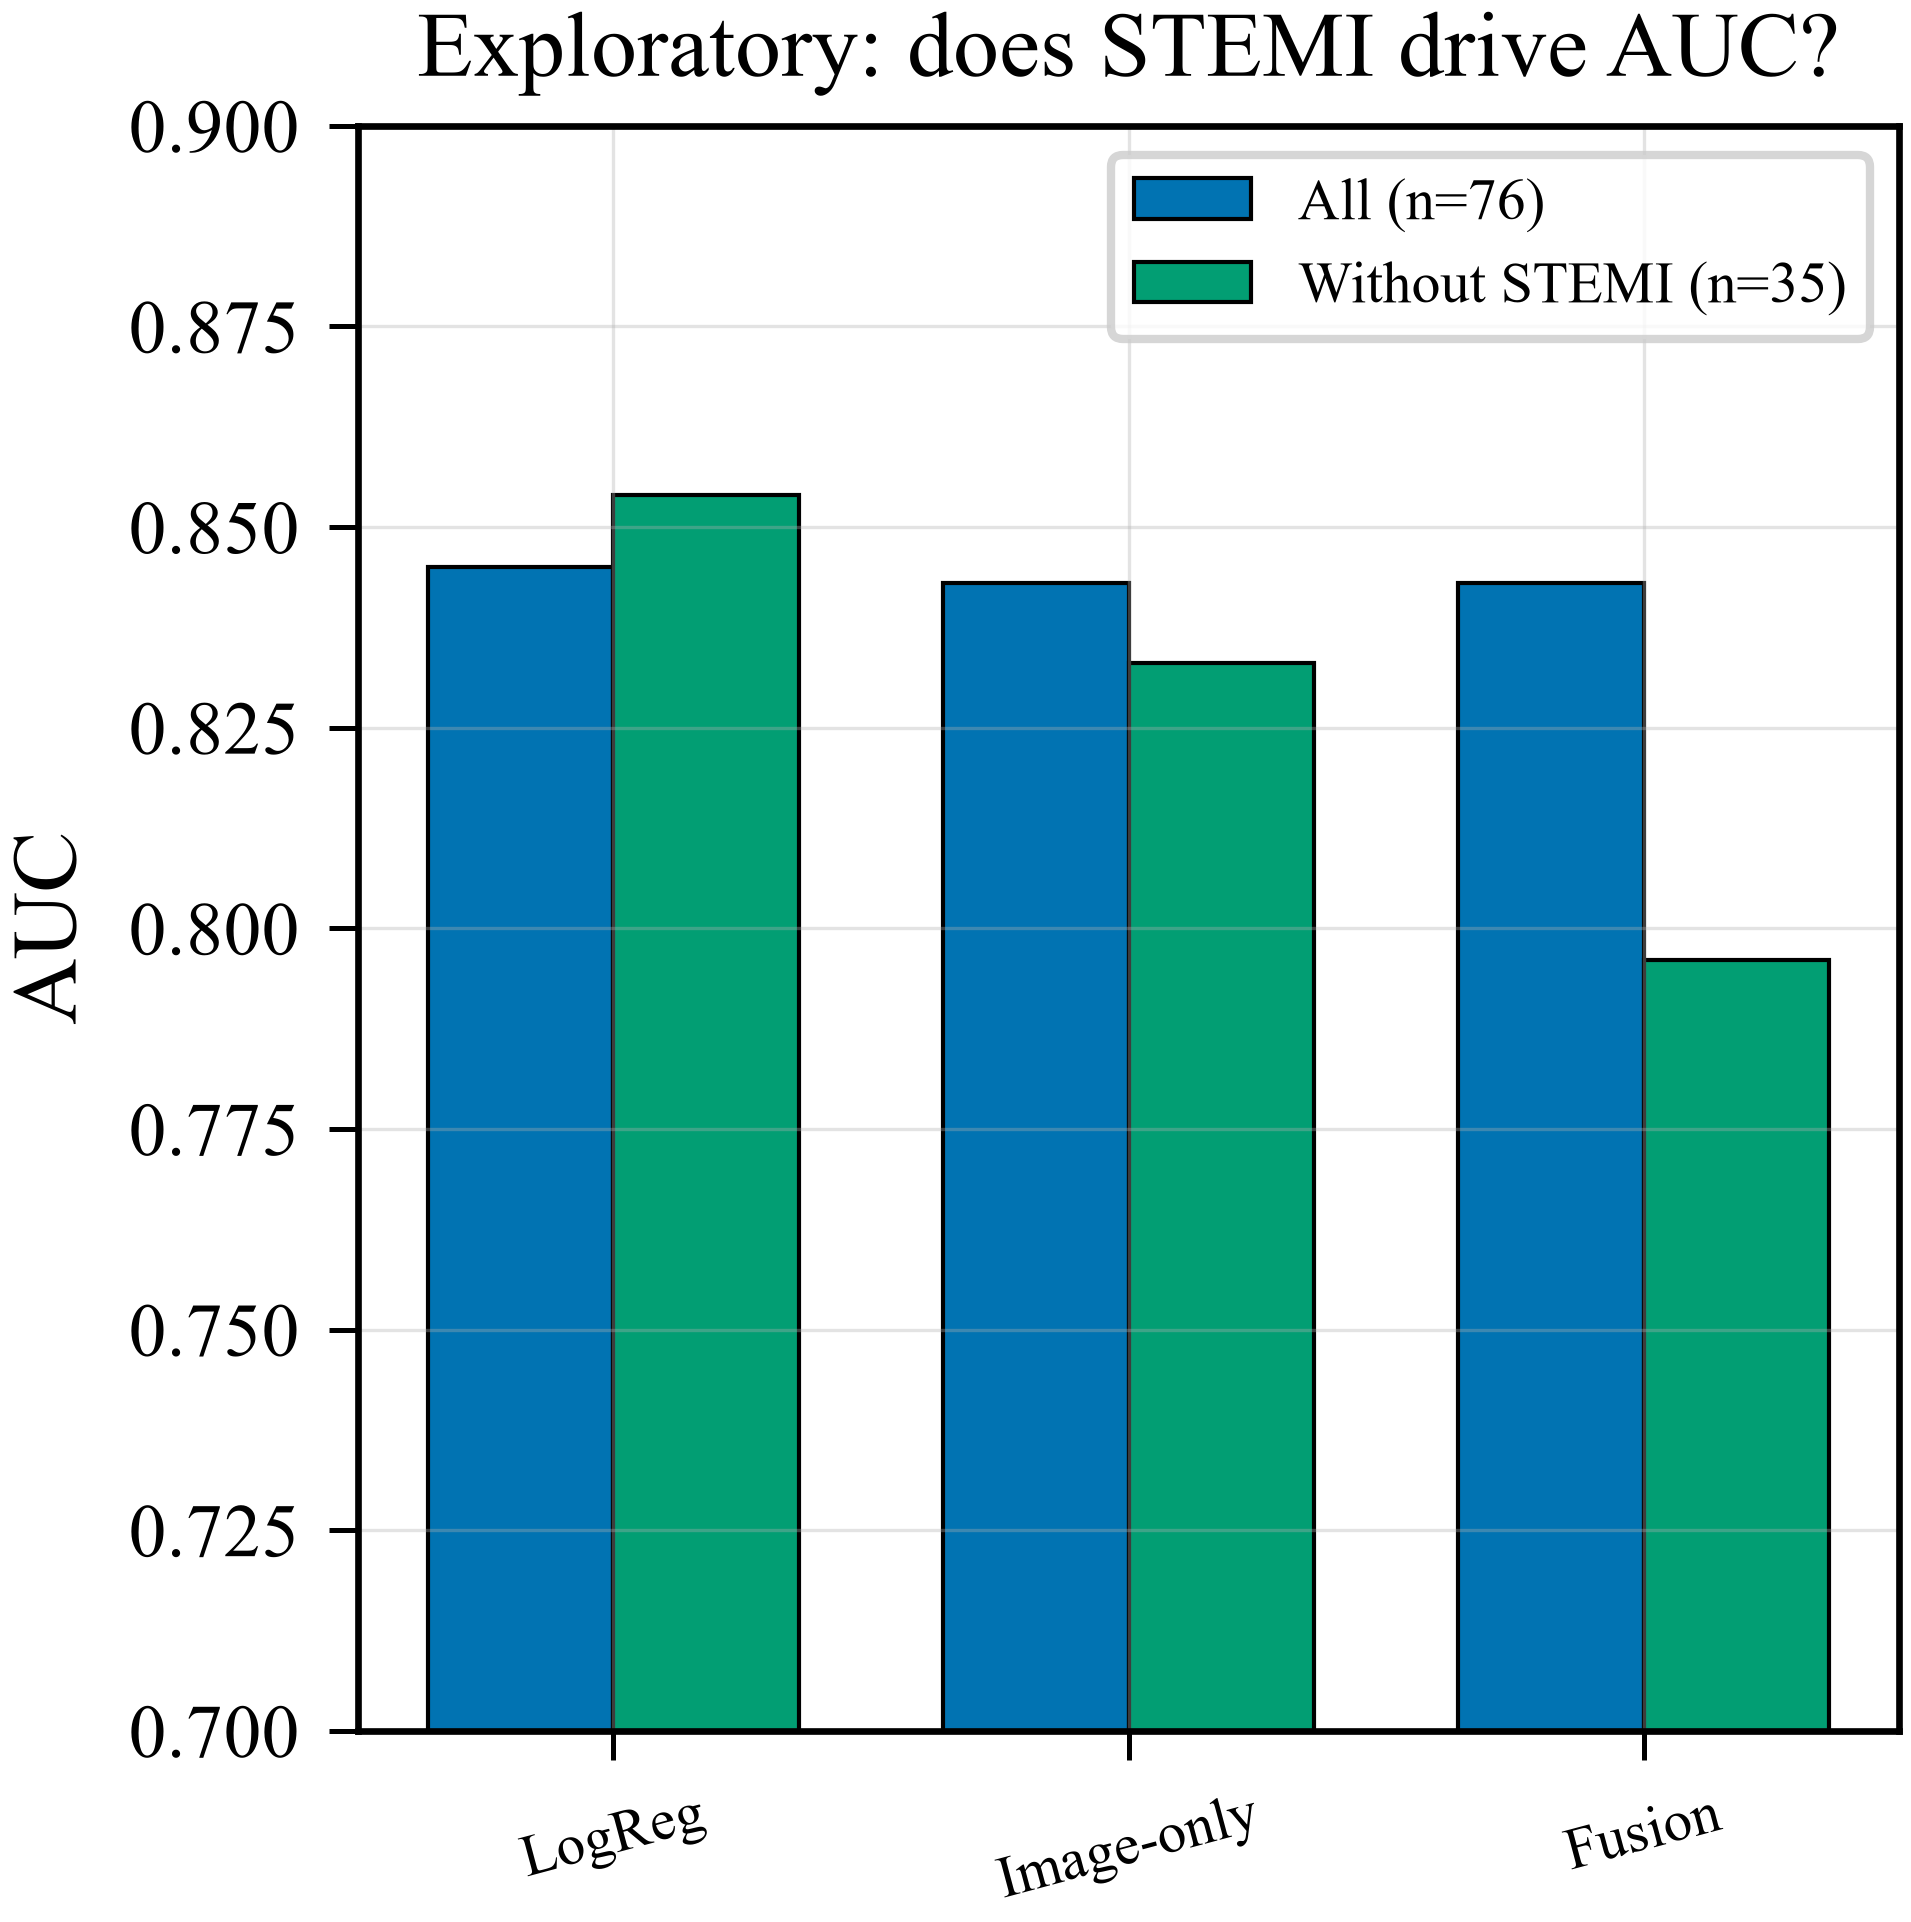 Exploratory: does STEMI drive AUC?
All (n=76)
Without STEMI (n=35)
AUC
0.900
0.875
0.850
0.825
0.800
0.775
0.750
0.725
0.700
LogReg
Image-only
Fusion